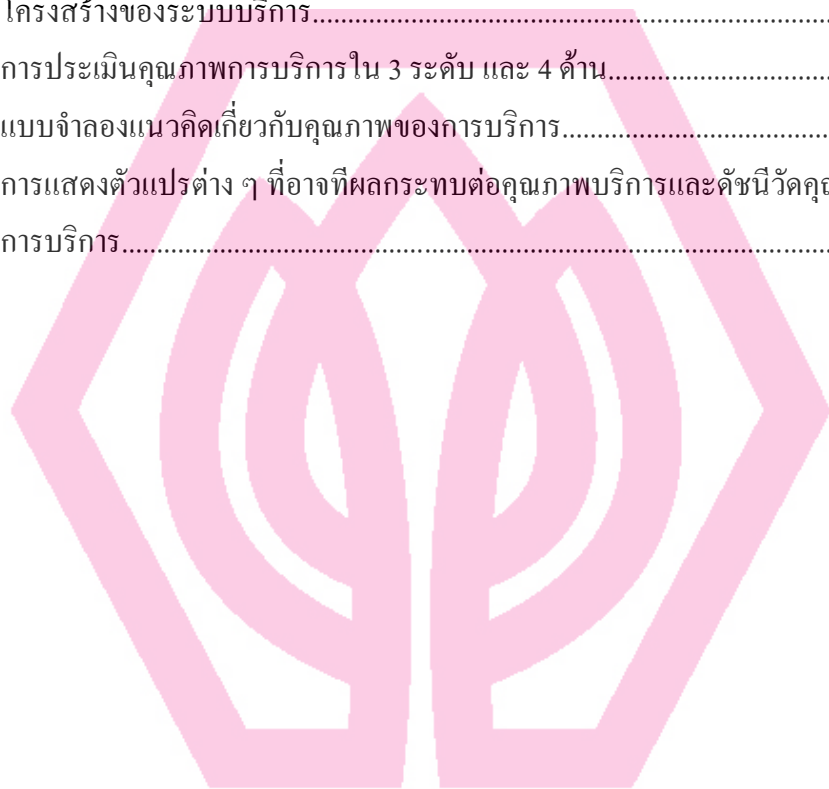 โครงสร้างของระบบบริการ................................................................................
การประเมินคุณภาพการบริการใน 3 ระดับ และ 4 ด้าน..................................
แบบจำลองแนวคิดเกี่ยวกับคุณภาพของการบริการ.........................................
การแสดงตัวแปรต่าง ๆ ที่อาจทีผลกระทบต่อคุณภาพบริการและดัชนีวัด
การบริการ............................................................................................................